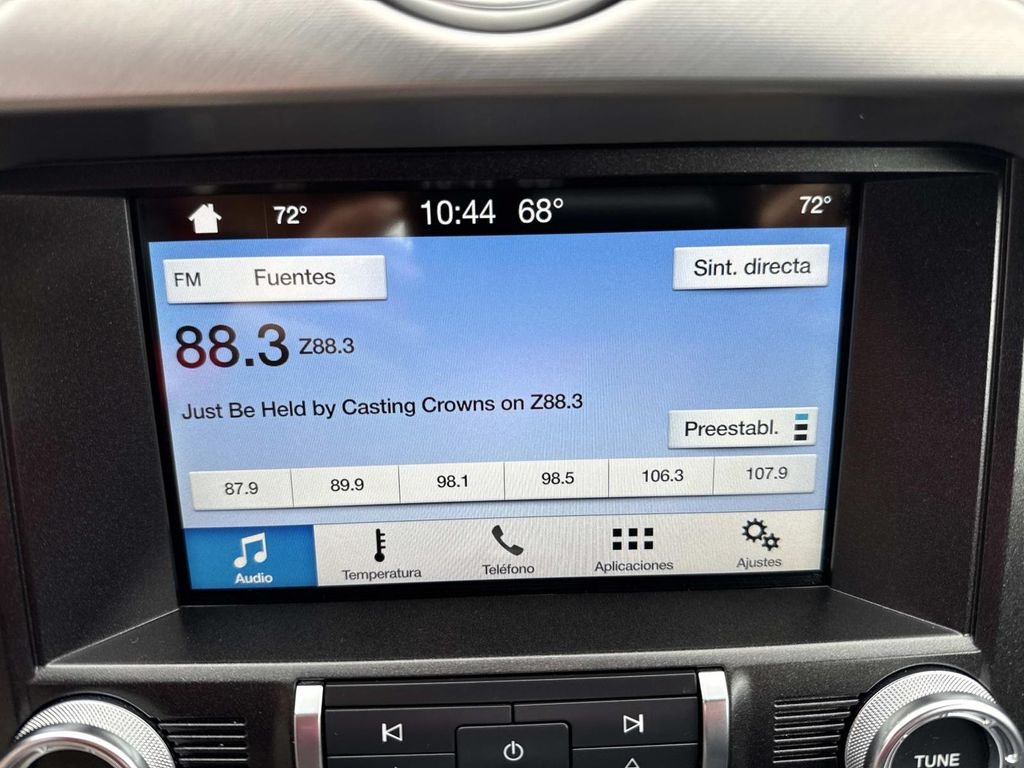 72° 10:44 68° 72°
FM Fuentes Sint. directa
88.3 Z88.3
Just Be Held by Casting Crowns on Z88.3
Preestabl.
87.9 89.9 98.1 98.5 106.3 107.9
Audio Temperatura Teléfono Aplicaciones Ajustes
TUNE